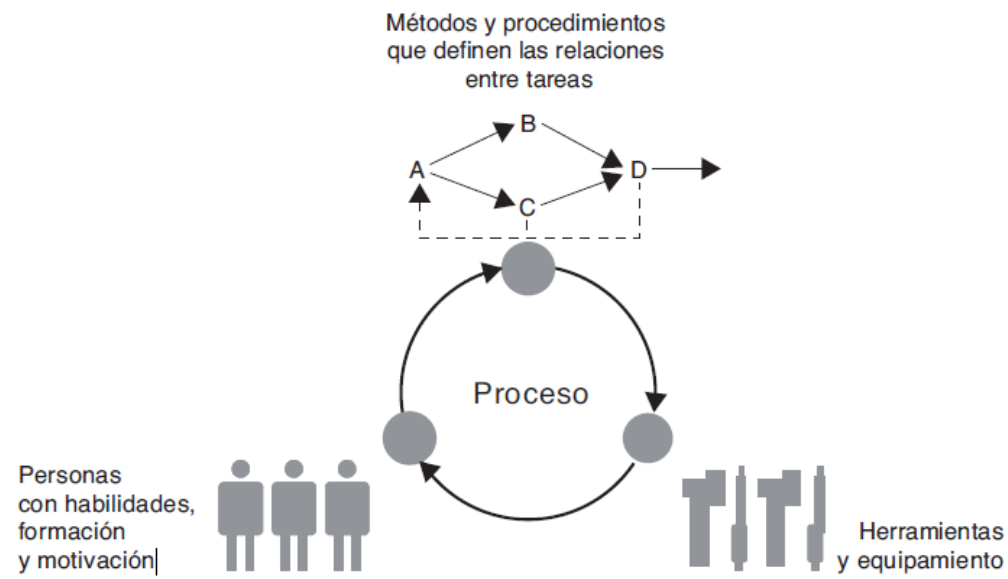 Métodos y procedimientos
que definen las relaciones
entre tareas
B
A
D
C
Proceso
Personas
con habilidades,
formación
y motivación
Herramientas
y equipamiento